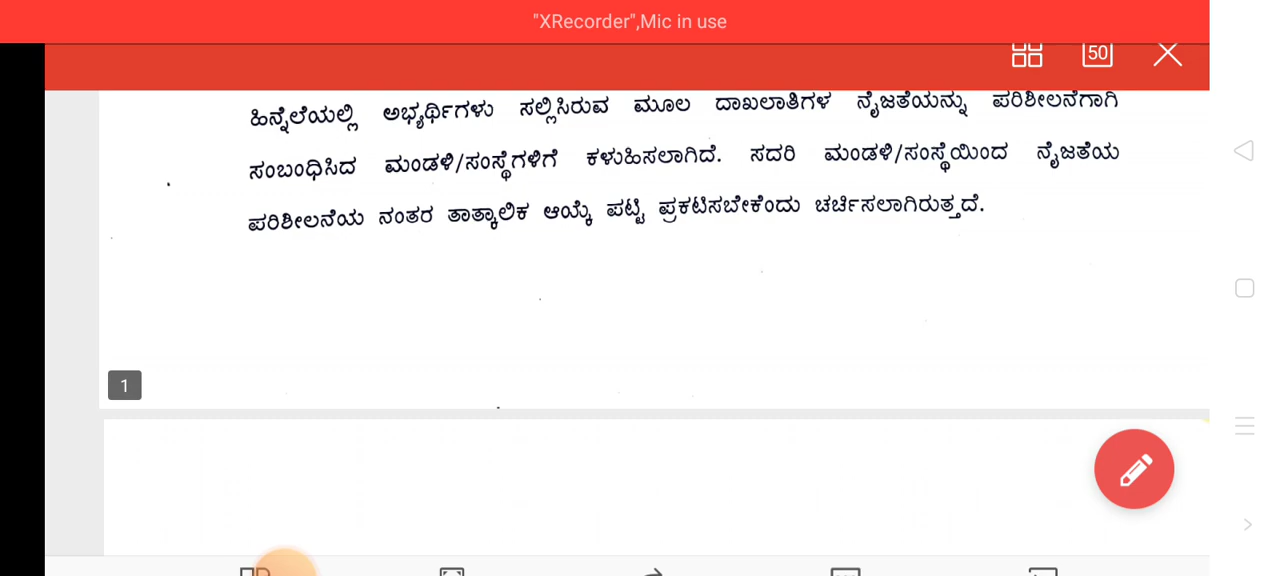 "XRecorder",Mic in use
50
ಹಿನ್ನೆಲೆಯಲ್ಲಿ ಅಭ್ಯರ್ಥಿಗಳು ಸಲ್ಲಿಸಿರುವ ಮೂಲ ದಾಖಲಾತಿಗಳ ನೈಜತೆಯನ್ನು ಪರಿಶೀಲನೆಗಾಗಿ
ಸಂಬಂಧಿಸಿದ ಮಂಡಳಿ/ಸಂಸ್ಥೆಗಳಿಗೆ ಕಳುಹಿಸಲಾಗಿದೆ. ಸದರಿ ಮಂಡಳಿ/ಸಂಸ್ಥೆಯಿಂದ ನೈಜತೆಯ
ಪರಿಶೀಲನೆಯ ನಂತರ ತಾತ್ಕಾಲಿಕ ಆಯ್ಕೆ ಪಟ್ಟಿ ಪ್ರಕಟಿಸಬೇಕೆಂದು ಚರ್ಚಿಸಲಾಗಿರುತ್ತದೆ.
1